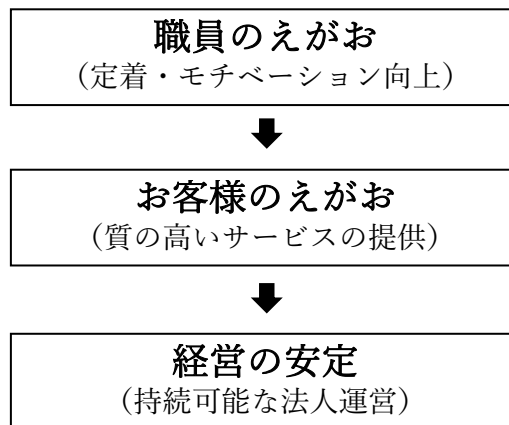 職員のえがお
（定着・モチベーション向上）
お客様のえがお
（質の高いサービスの提供）
経営の安定
（持続可能な法人運営）